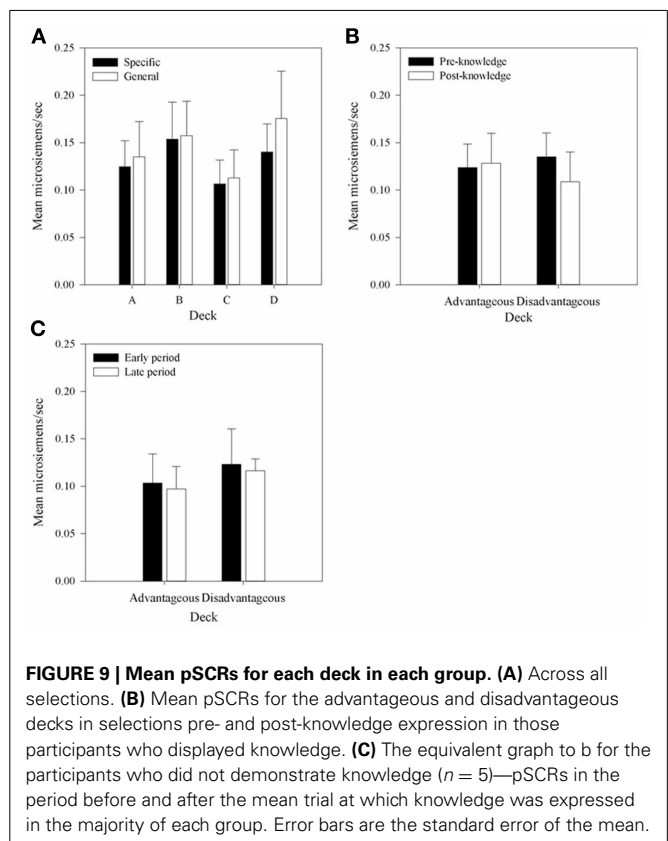 A
Specific
General
0.25
0.20
0.15
0.10
0.05
0.00
Mean microsiemens/sec
A B C D
Deck
B
Pre-knowledge
Post-knowledge
0.25
0.20
0.15
0.10
0.05
0.00
Mean microsiemens/sec
Advantageous Disadvantageous
Deck
C
Early period
Late period
0.25
0.20
0.15
0.10
0.05
0.00
Mean microsiemens/sec
Advantageous Disadvantageous
Deck
FIGURE 9 | Mean pSCRs for each deck in each group. (A) Across all
selections. (B) Mean pSCRs for the advantageous and disadvantageous
decks in selections pre- and post-knowledge expression in those
participants who displayed knowledge. (C) The equivalent graph to b for the
participants who did not demonstrate knowledge (n = 5)—pSCRs in the
period before and after the mean trial at which knowledge was expressed
in the majority of each group. Error bars are the standard error of the mean.